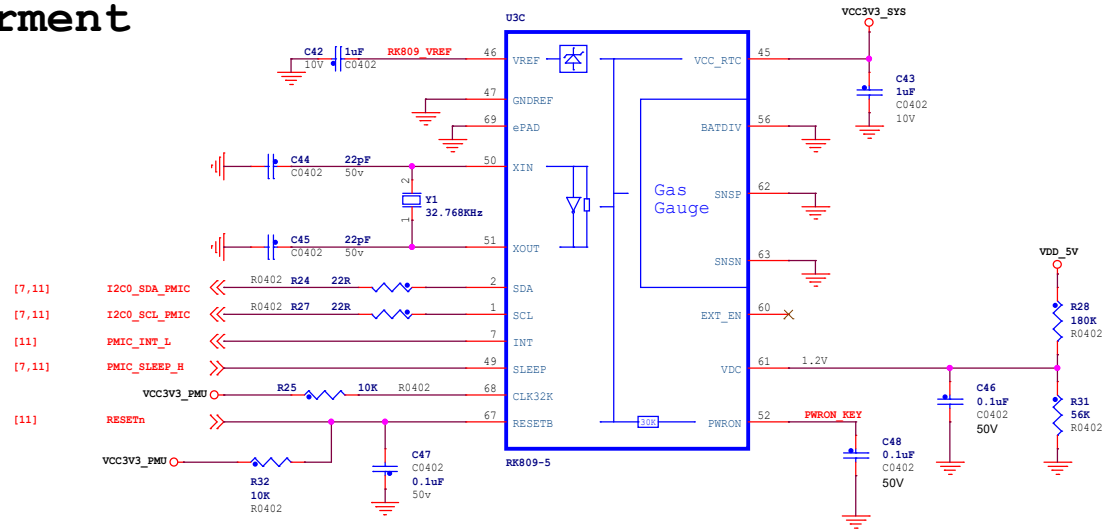 rment
U3C
VCC3V3_SYS
C42 1uF RK809_VREF 46 VREF VCC_RTC 45
10V C0402
C43
1uF
C0402
10V
47 GNDREF
69 ePAD BATDIV 56
C44 22pF 50 XIN
C0402 50v
2
Y1
32.768KHz
1
Gas
Gauge
SNSP 62
C45 22pF 51 XOUT
C0402 50v
SNSN 63
VDD_5V
[7,11] I2C0_SDA_PMIC R0402 R24 22R 2 SDA
[7,11] I2C0_SCL_PMIC R0402 R27 22R 1 SCL EXT_EN 60
R28
180K
R0402
[11] PMIC_INT_L 7 INT
[7,11] PMIC_SLEEP_H 49 SLEEP VDC 61 1.2V
VCC3V3_PMU R25 10K R0402 68 CLK32K
C46
0.1uF
C0402
50V
R31
56K
R0402
[11] RESETn 67 RESETB 30K PWRON 52 PWRON_KEY
VCC3V3_PMU
R32
10K
R0402
C47
C0402
0.1uF
50v
C48
0.1uF
C0402
50V
RK809-5